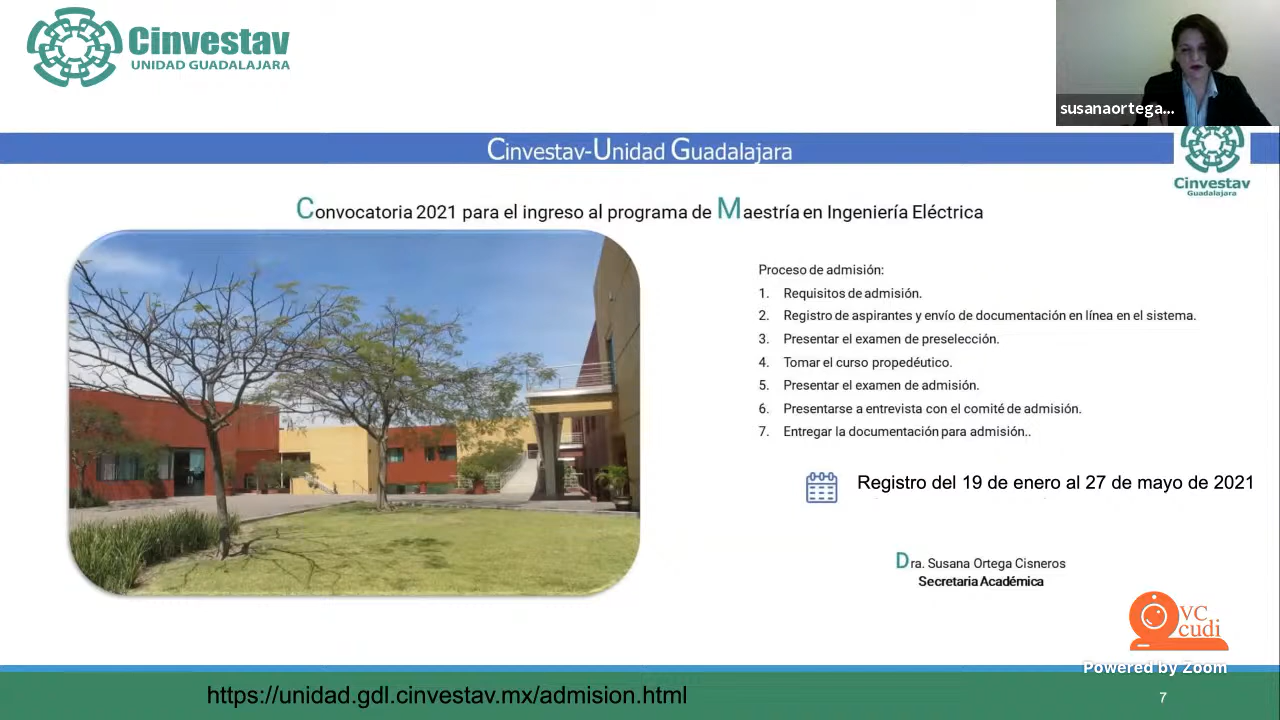 Cinvestav
UNIDAD GUADALAJARA
susanaortega...
Cinvestav-Unidad Guadalajara
Cinvestav
Guadalajara
Convocatoria 2021 para el ingreso al programa de Maestría en Ingeniería Eléctrica
Proceso de admisión:
1. Requisitos de admisión.
2. Registro de aspirantes y envío de documentación en línea en el sistema.
3. Presentar el examen de preselección.
4. Tomar el curso propedéutico.
5. Presentar el examen de admisión.
6. Presentarse a entrevista con el comité de admisión.
7. Entregar la documentación para admisión..
Registro del 19 de enero al 27 de mayo de 2021
Dra. Susana Ortega Cisneros
Secretaria Académica
VC
cudi
Powered by Zoom
https://unidad.gdl.cinvestav.mx/admision.html
7